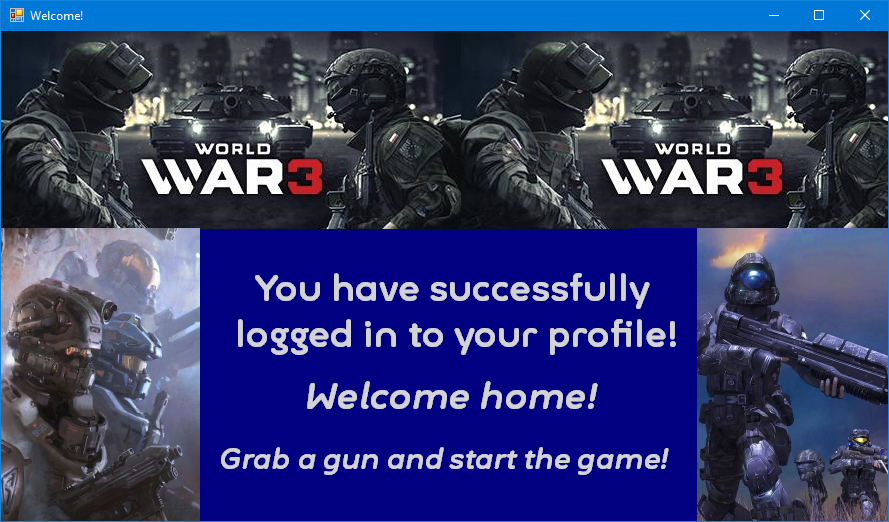 Welcome!
WORLD
WAR3
WORLD
WAR3
You have successfully
logged in to your profile!
Welcome home!
Grab a gun and start the game!